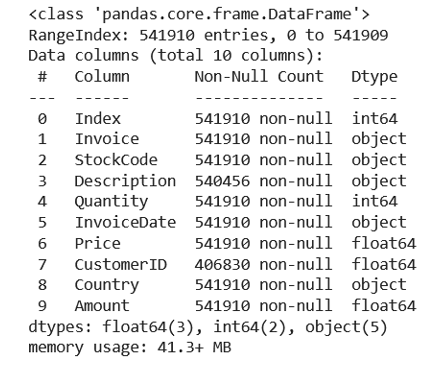 <class 'pandas.core.frame.DataFrame'>
RangeIndex: 541910 entries, 0 to 541909
Data columns (total 10 columns):
 #   Column       Non-Null Count   Dtype
---  ------       --------------   -----
 0   Index        541910 non-null  int64
 1   Invoice      541910 non-null  object
 2   StockCode    541910 non-null  object
 3   Description  540456 non-null  object
 4   Quantity     541910 non-null  int64
 5   InvoiceDate  541910 non-null  object
 6   Price        541910 non-null  float64
 7   CustomerID   406830 non-null  float64
 8   Country      541910 non-null  object
 9   Amount       541910 non-null  float64
dtypes: float64(3), int64(2), object(5)
memory usage: 41.3+ MB